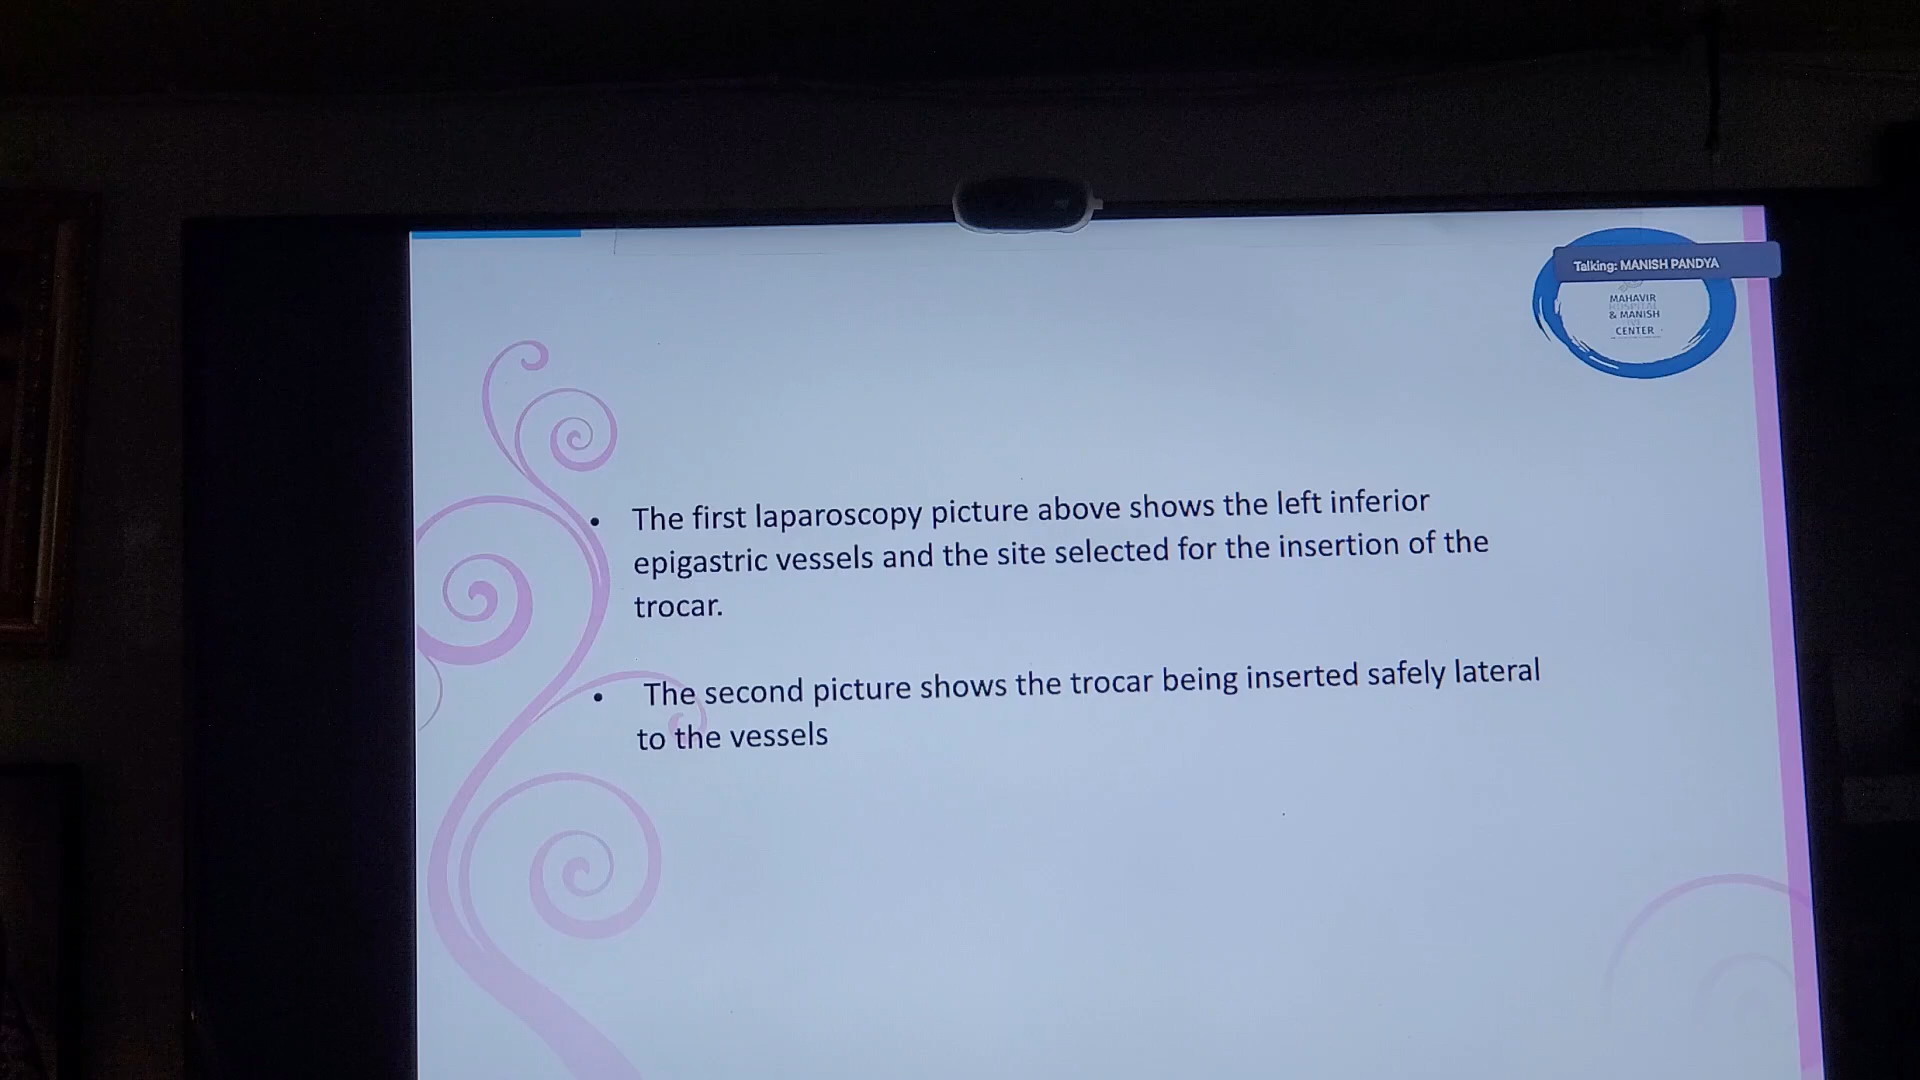 Talking: MANISH PANDYA
MAHAVIR
HOSPITAL
& MANISH
CENTER
• The first laparoscopy picture above shows the left inferior
epigastric vessels and the site selected for the insertion of the
trocar.
• The second picture shows the trocar being inserted safely lateral
to the vessels